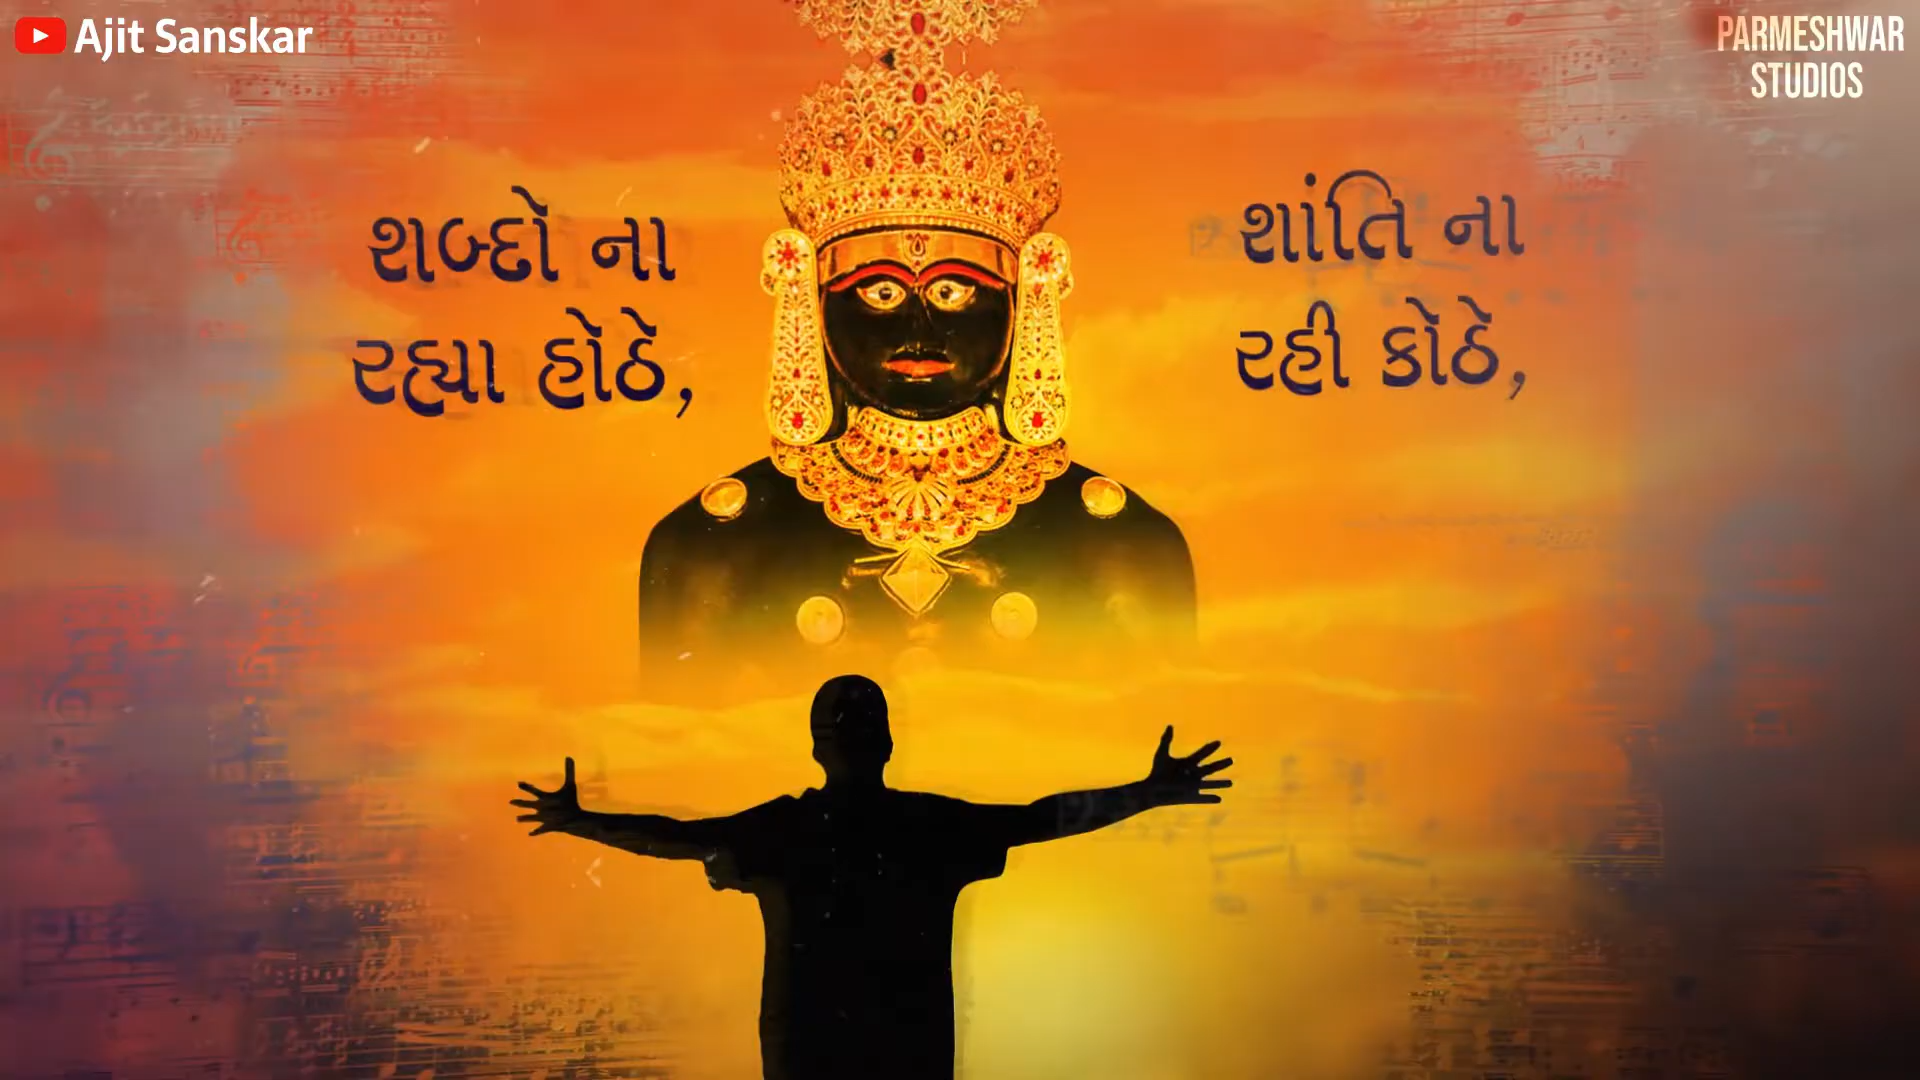 Ajit Sanskar
PARMESHWAR
STUDIOS
શબ્દો ના
રહ્યા હોઠે,
શાંતિ ના
રહી કોઠે,